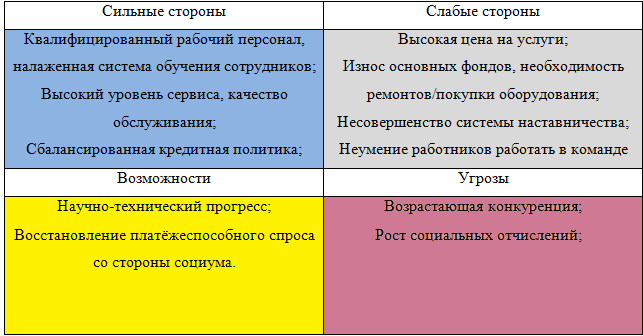 Сильные стороны
Квалифицированный рабочий персонал,
налаженная система обучения сотрудников;
Высокий уровень сервиса, качество
обслуживания;
Сбалансированная кредитная политика;
Слабые стороны
Высокая цена на услуги;
Износ основных фондов, необходимость
ремонтов/покупки оборудования;
Несовершенство системы наставничества;
Неумение работников работать в команде
Возможности
Научно-технический прогресс;
Восстановление платёжеспособного спроса
со стороны социума.
Угрозы
Возрастающая конкуренция;
Рост социальных отчислений;